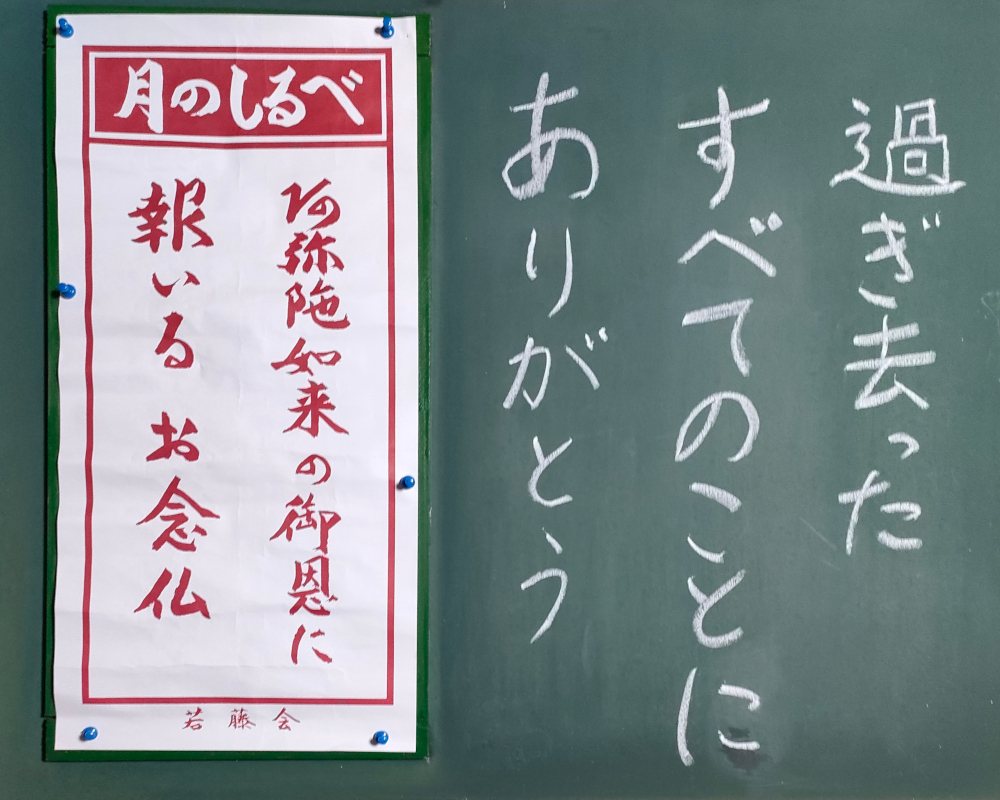 月のしるべ
阿弥陀如来の御恩に
報いるお念仏
若藤会
過ぎ去った
すべてのことに
ありがとう